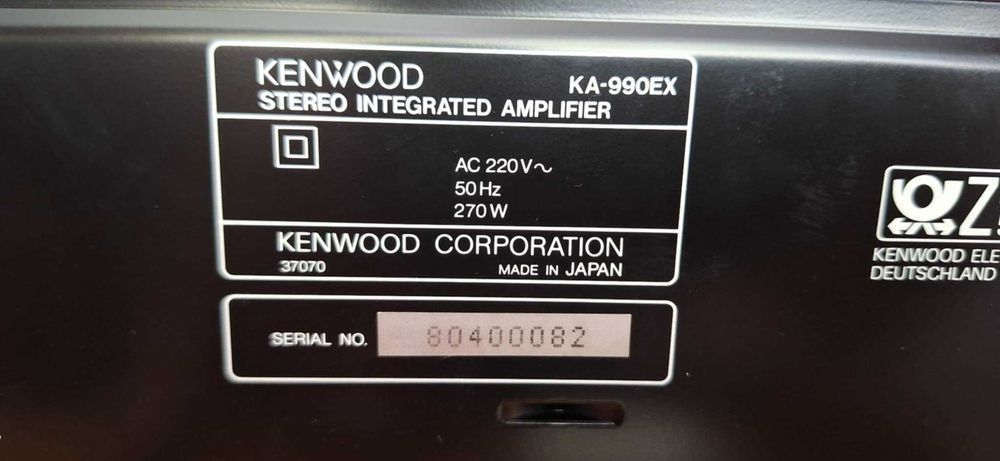 KENWOOD KA-990EX
STEREO INTEGRATED AMPLIFIER
AC 220V~
50Hz
270W
KENWOOD CORPORATION
37070 MADE IN JAPAN
SERIAL NO. 80400082
KENWOOD
DEUTSCHLAND